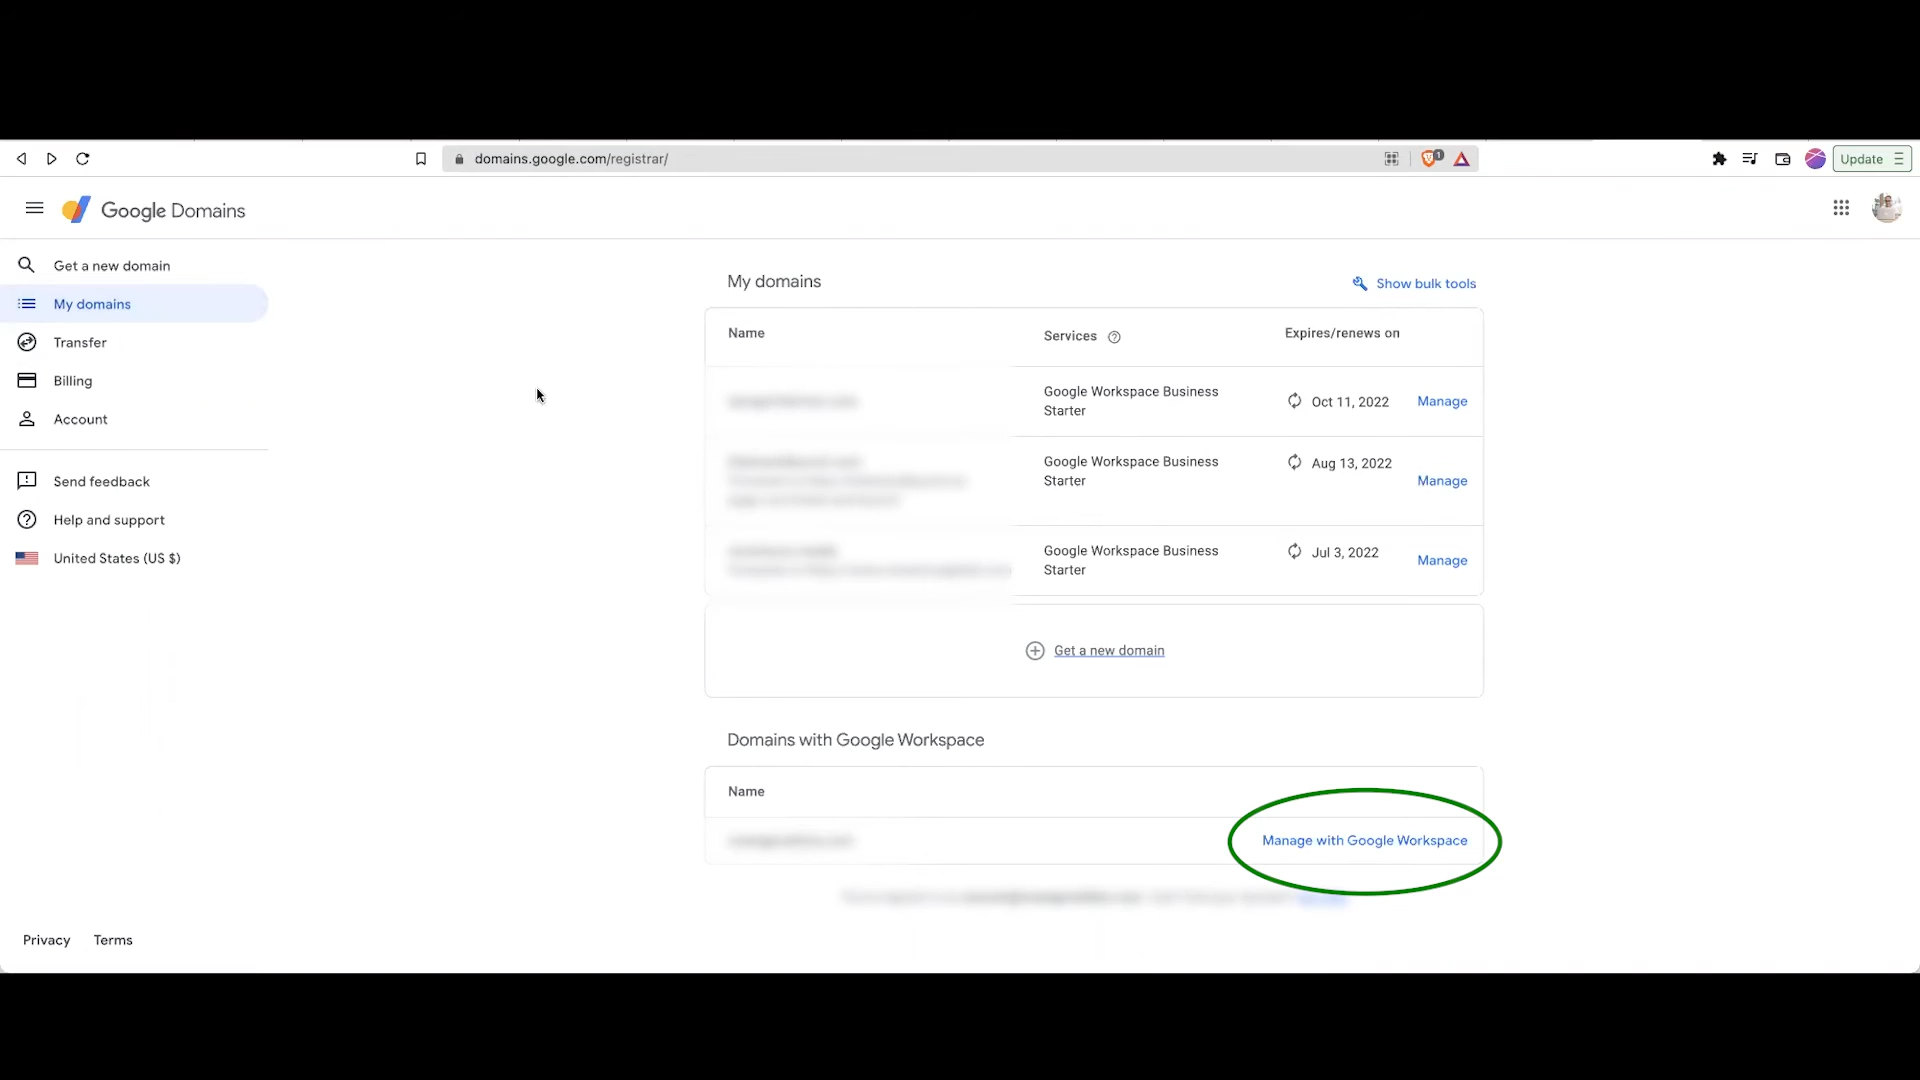 domains.google.com/registrar/
1
Update
Google Domains
Get a new domain
My domains
Transfer
Billing
Account
Send feedback
Help and support
United States (US $)
Privacy
Terms
My domains
Show bulk tools
Name
Services
Expires/renews on
Google Workspace Business
Starter
Oct 11, 2022
Manage
Google Workspace Business
Starter
Aug 13, 2022
Manage
Google Workspace Business
Starter
Jul 3, 2022
Manage
Get a new domain
Domains with Google Workspace
Name
Manage with Google Workspace